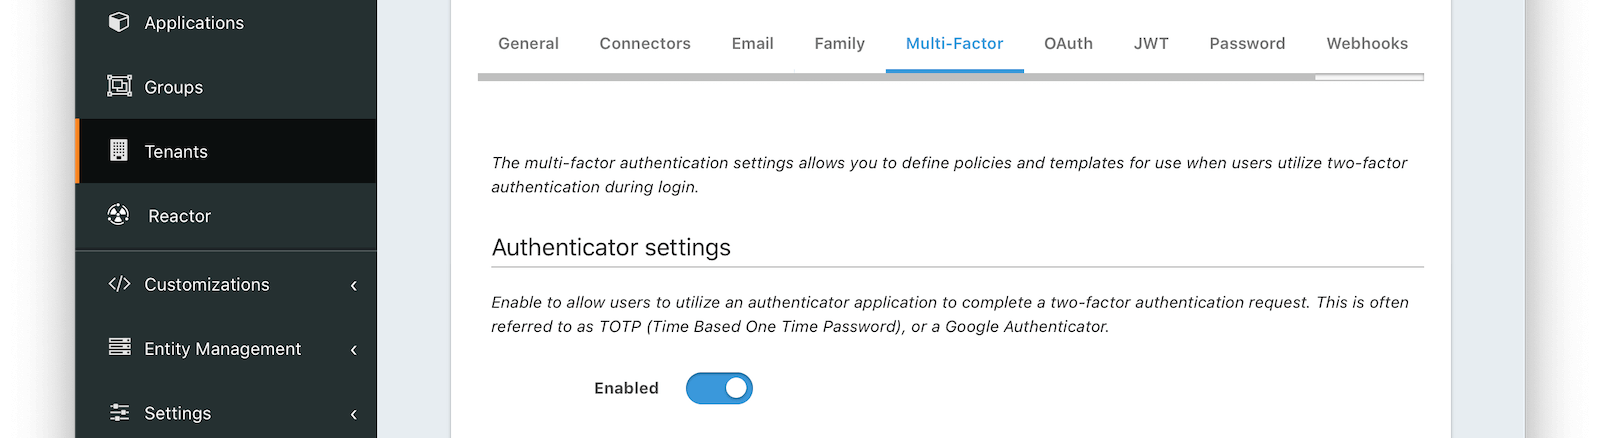 Applications
Groups
Tenants
Reactor
Customizations
Entity Management
Settings
General Connectors Email Family Multi-Factor OAuth JWT Password Webhooks
The multi-factor authentication settings allows you to define policies and templates for use when users utilize two-factor
authentication during login.
Authenticator settings
Enable to allow users to utilize an authenticator application to complete a two-factor authentication request. This is often
referred to as TOTP (Time Based One Time Password), or a Google Authenticator.
Enabled